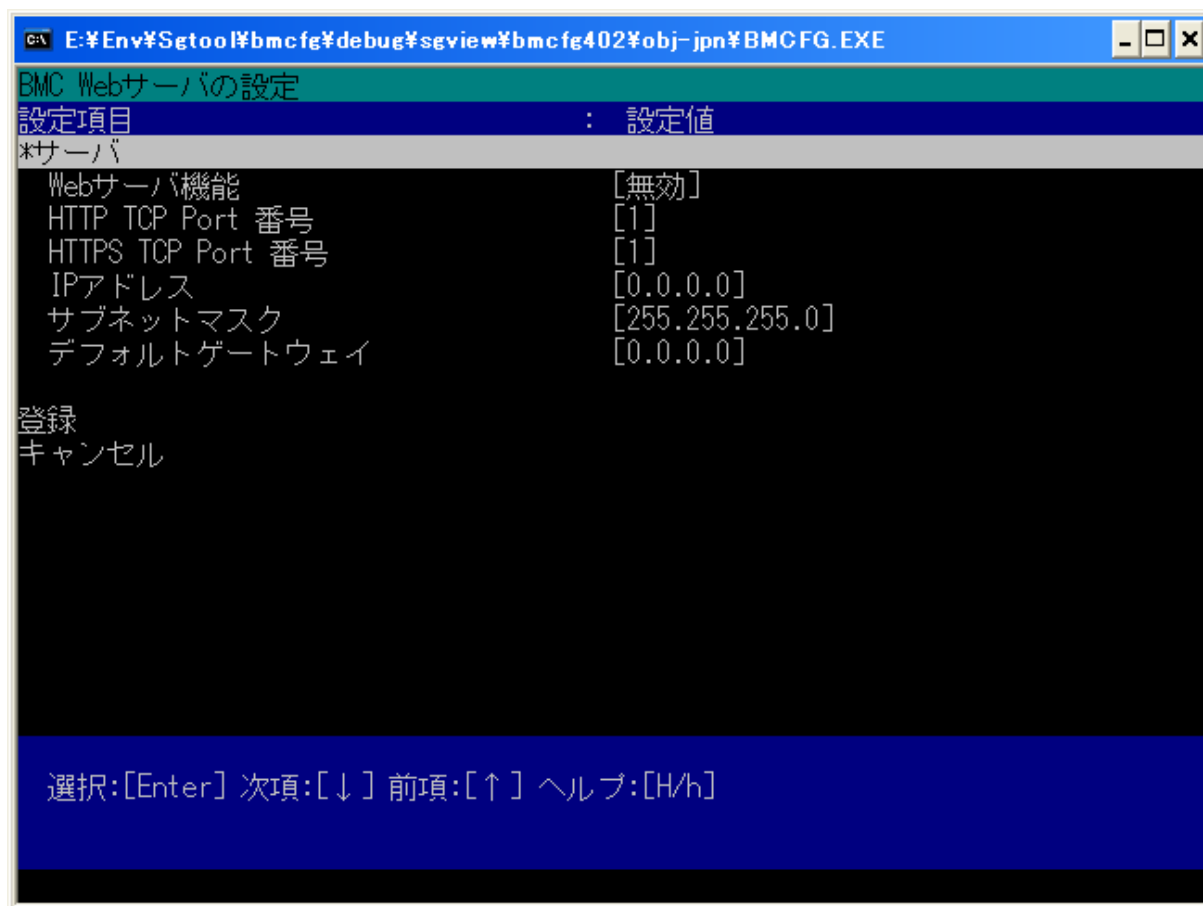 E:¥Env¥Sgtool¥bmcfg¥debug¥sgview¥bmcfg402¥obj-jpn¥BMCFG.EXE
BMC Webサーバの設定
設定項目 : 設定値
*サーバ
Webサーバ機能 [無効]
HTTP TCP Port 番号 [1]
HTTPS TCP Port 番号 [1]
IPアドレス [0.0.0.0]
サブネットマスク [255.255.255.0]
デフォルトゲートウェイ [0.0.0.0]
登録
キャンセル
選択:[Enter] 次項:[↓] 前項:[↑] ヘルプ:[H/h]